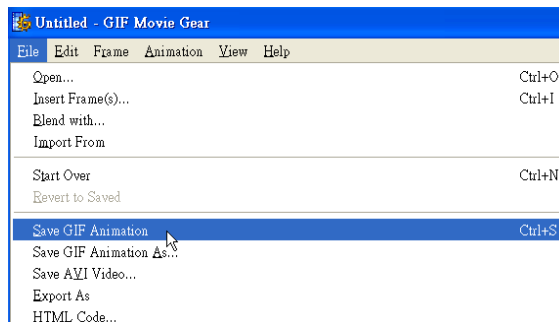 Untitled - GIF Movie Gear
File Edit Frame Animation View Help
Open... Ctrl+O
Insert Frame(s)... Ctrl+I
Blend with...
Import From
Start Over Ctrl+N
Revert to Saved
Save GIF Animation Ctrl+S
Save GIF Animation As...
Save AVI Video...
Export As
HTML Code...